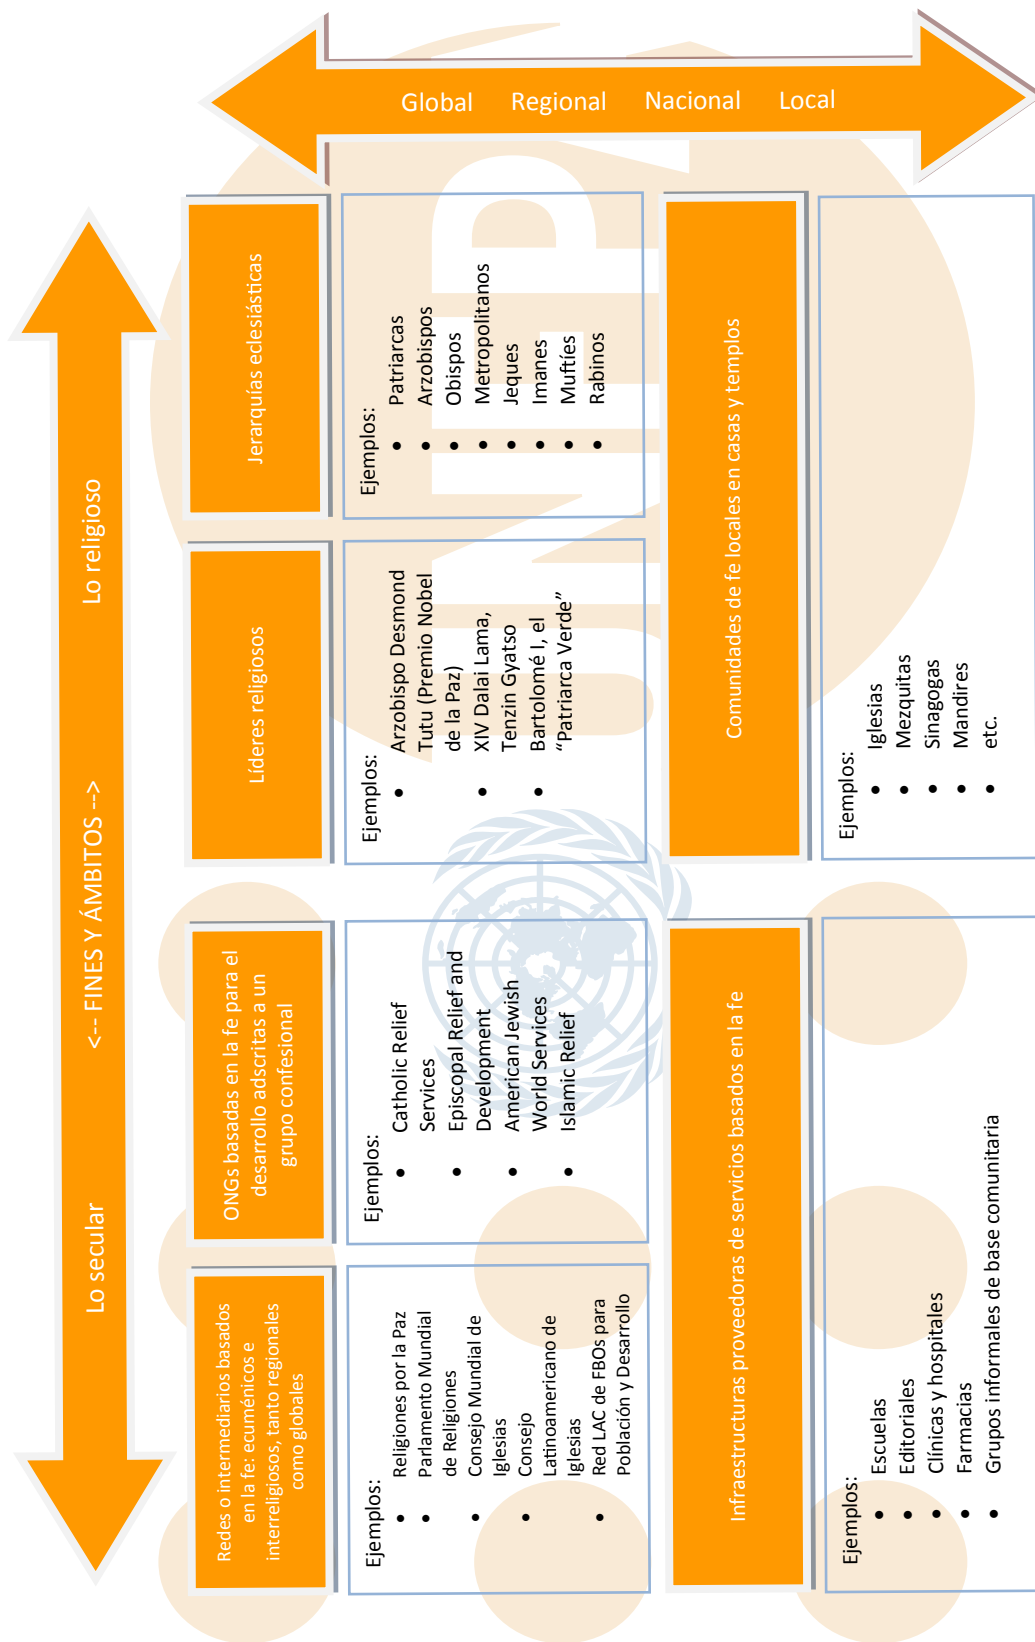 Lo secular
<-- FINES Y ÁMBITOS -->
Lo religioso
Redes o intermediarios basados
en la fe: ecuménicos e
interreligiosos, tanto regionales
como globales
Ejemplos:
• Religiones por la Paz
• Parlamento Mundial
de Religiones
• Consejo Mundial de
Iglesias
• Consejo
Latinoamericano de
Iglesias
• Red LAC de FBOs para
Población y Desarrollo
ONGs basadas en la fe para el
desarrollo adscritas a un
grupo confesional
Ejemplos:
• Catholic Relief
Services
• Episcopal Relief and
Development
• American Jewish
World Services
• Islamic Relief
Líderes religiosos
Ejemplos:
• Arzobispo Desmond
Tutu (Premio Nobel
de la Paz)
• XIV Dalai Lama,
Tenzin Gyatso
• Bartolomé I, el
“Patriarca Verde”
Jerarquías eclesiásticas
Ejemplos:
• Patriarcas
• Arzobispos
• Obispos
• Metropolitanos
• Jeques
• Imanes
• Muftíes
• Rabinos
Global
Regional
Nacional
Local
Infraestructuras proveedoras de servicios basados en la fe
Ejemplos:
• Escuelas
• Editoriales
• Clínicas y hospitales
• Farmacias
• Grupos informales de base comunitaria
Comunidades de fe locales en casas y templos
Ejemplos:
• Iglesias
• Mezquitas
• Sinagogas
• Mandires
• etc.
UNFPA